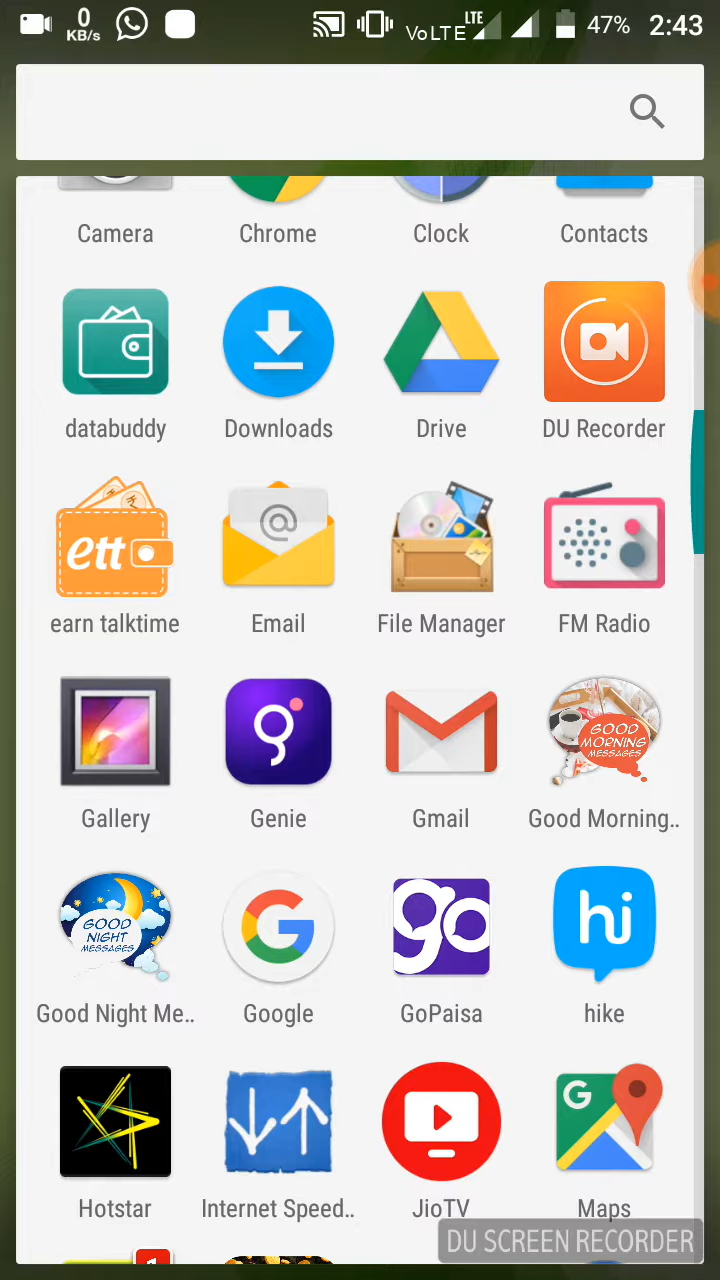 0
KB/s
VoLTE
LTE
47%
2:43
Camera
Chrome
Clock
Contacts
databuddy
Downloads
Drive
DU Recorder
ett
@
earn talktime
Email
File Manager
FM Radio
GOOD
MORNING
MESSAGES
Gallery
Genie
Gmail
Good Morning..
GOOD
NIGHT
MESSAGES
G
go
hi
Good Night Me..
Google
GoPaisa
hike
G
Hotstar
Internet Speed..
JioTV
Maps
DU SCREEN RECORDER
1